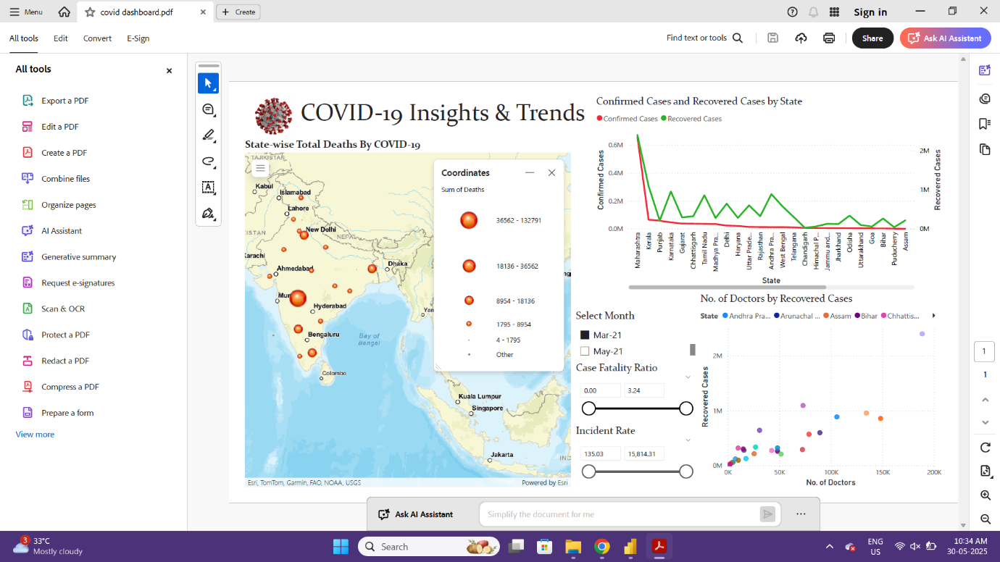 Menu
covid dashboard.pdf
Create
Sign in
All tools
Edit
Convert
E-Sign
Find text or tools
Share
Ask AI Assistant
All tools
Export a PDF
Edit a PDF
Create a PDF
Combine files
Organize pages
AI Assistant
Generative summary
Request e-signatures
Scan & OCR
Protect a PDF
Redact a PDF
Compress a PDF
Prepare a form
View more
COVID-19 Insights & Trends
State-wise Total Deaths By COVID-19
TAJIKISTAN
Kabul
Islamabad
Lahore
New Delhi
NEPAL
Karachi
Ahmedabad
Dhaka
Hyderabad
Bengaluru
Bay of
Bengal
Colombo
Kuala Lumpur
Singapore
Jakarta
Esri, TomTom, Garmin, FAO, NOAA, USGS
Powered by Esri
Coordinates
Sum of Deaths
36562 - 132791
18136 - 36562
8954 - 18136
1795 - 8954
4 - 1795
Other
Confirmed Cases and Recovered Cases by State
Confirmed Cases Recovered Cases
Confirmed Cases
0.6M
0.4M
0.2M
0.0M
2M
1M
0M
Recovered Cases
Maharashtra
Kerala
Punjab
Karnataka
Gujarat
Chhattisgarh
Tamil Nadu
Madhya Pra...
Delhi
Haryana
Uttar Prade...
Rajasthan
Andhra Pra...
West Bengal
Telangana
Chandigarh
Himachal P...
Jammu and...
Jharkhand
Odisha
Uttarakhand
Goa
Bihar
Puducherry
Assam
State
Select Month
Mar-21
May-21
Case Fatality Ratio
0.00 3.24
Incident Rate
135.03 15,814.31
No. of Doctors by Recovered Cases
State Andhra Pra... Arunachal ... Assam Bihar Chhattis...
Recovered Cases
2M
1M
0M
0K 50K 100K 150K 200K
No. of Doctors
1
1
Ask AI Assistant
Simplify the document for me
3
33°C
Mostly cloudy
Search
ENG
US
10:34 AM
30-05-2025